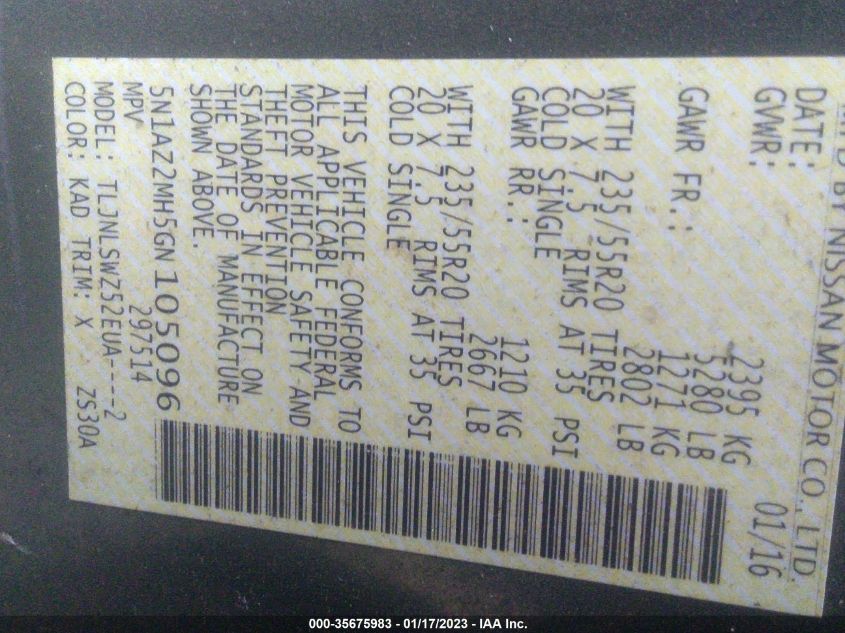 BY NISSAN MOTOR CO., LTD.
DATE: 01/16
GVWR: 2395 KG
5280 LB
GAWR FR.: 1271 KG
2802 LB
WITH 235/55R20 TIRES
20 X 7.5 RIMS AT 35 PSI
COLD SINGLE
GAWR RR.: 1210 KG
2667 LB
WITH 235/55R20 TIRES
20 X 7.5 RIMS AT 35 PSI
COLD SINGLE
THIS VEHICLE CONFORMS TO
ALL APPLICABLE FEDERAL
MOTOR VEHICLE SAFETY AND
THEFT PREVENTION
STANDARDS IN EFFECT ON
THE DATE OF MANUFACTURE
SHOWN ABOVE.
5N1AZ2MH5GN105096
MPV 297514
MODEL: TLJNLSWZ52EUA----2
COLOR: KAD TRIM: X ZS30A
000-35675983 - 01/17/2023 - IAA Inc.